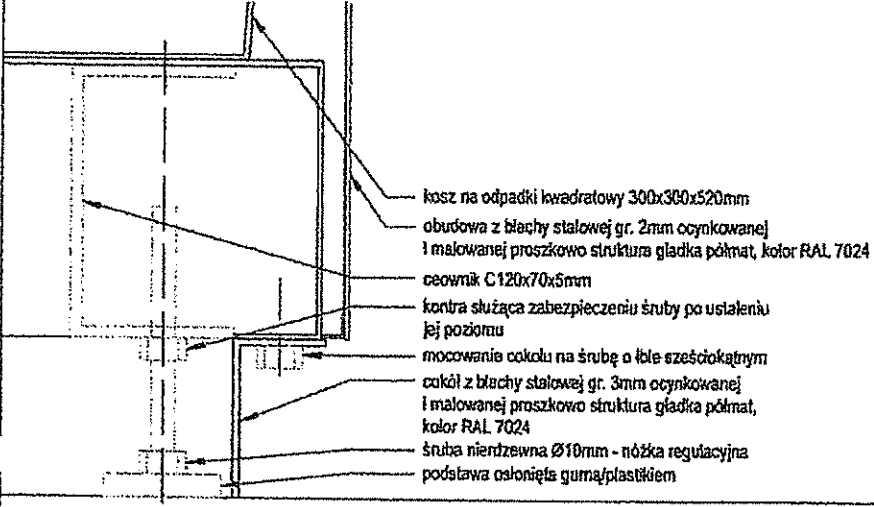 kosz na odpadki kwadratowy 300x300x520mm
obudowa z blachy stalowej gr. 2mm ocynkowanej
i malowanej proszkowo struktura gładka półmat, kolor RAL 7024
ceownik C120x70x5mm
kontra służąca zabezpieczeniu śruby po ustaleniu
jej poziomu
mocowanie cokołu na śrubę o łbie sześciokątnym
cokół z blachy stalowej gr. 3mm ocynkowanej
i malowanej proszkowo struktura gładka półmat,
kolor RAL 7024
śruba nierdzewna Ø10mm - nóżka regulacyjna
podstawa osłonięta gumą/plastikiem